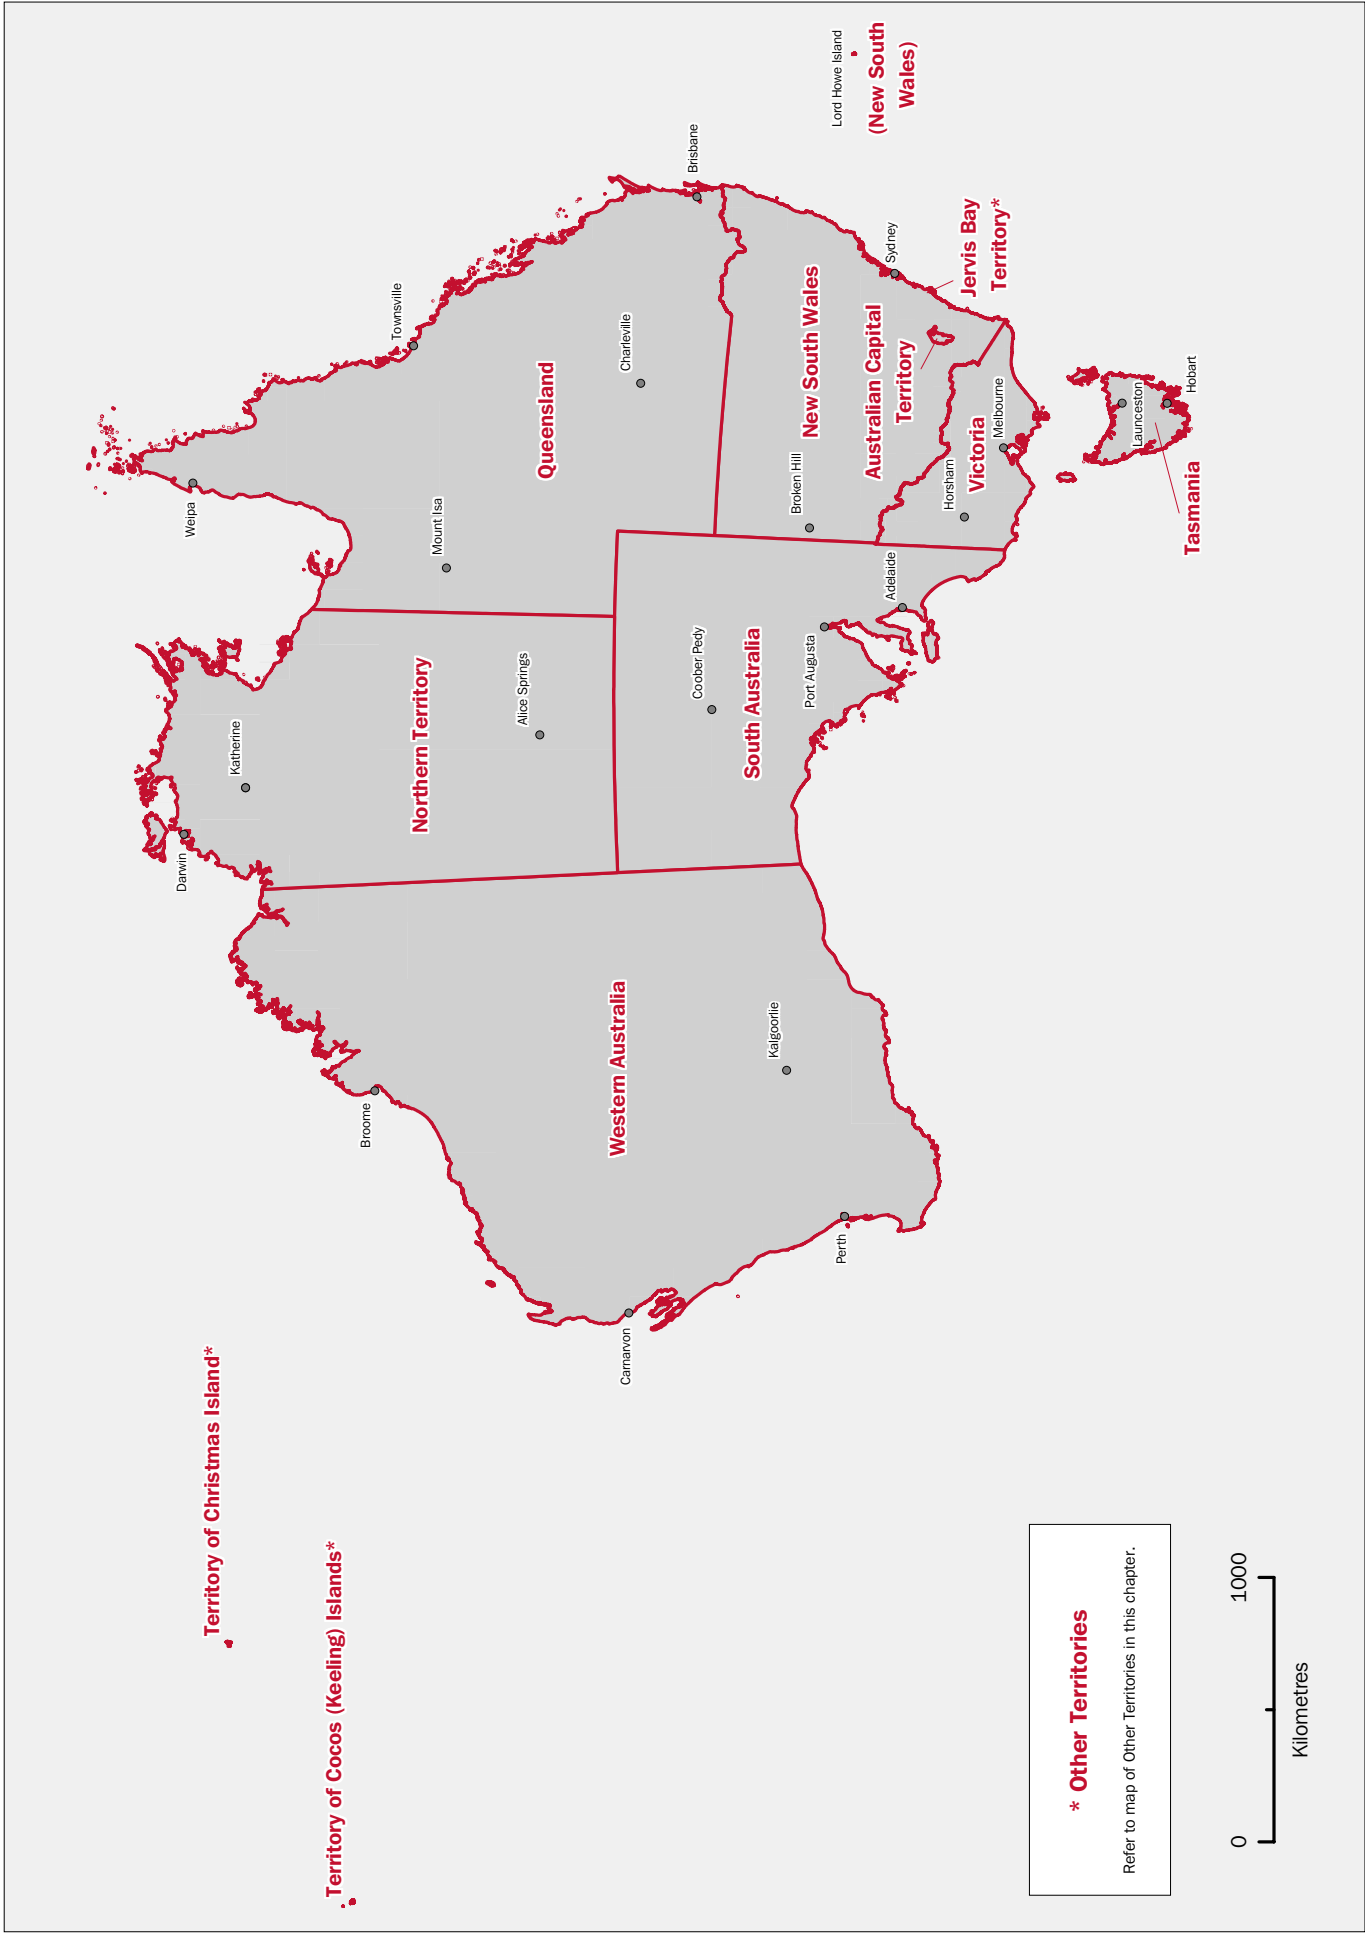 Territory of Christmas Island*
Territory of Cocos (Keeling) Islands*
Weipa
Darwin
Katherine
Townsville
Broome
Mount Isa
Northern Territory
Alice Springs
Queensland
Charleville
Carnarvon
Western Australia
Brisbane
Coober Pedy
South Australia
Kalgoorlie
Perth
Port Augusta
Broken Hill
New South Wales
Lord Howe Island
(New South
Wales)
Australian Capital
Territory
Sydney
Adelaide
Jervis Bay
Territory*
Horsham
Victoria
Melbourne
Launceston
Hobart
Tasmania
* Other Territories
Refer to map of Other Territories in this chapter.
0
1000
Kilometres